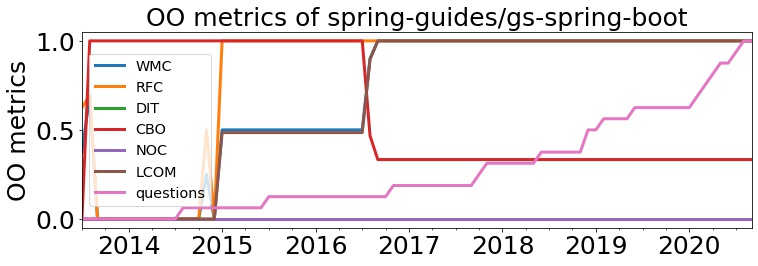 OO metrics of spring-guides/gs-spring-boot
OO metrics
1.0
0.5
0.0
WMC
RFC
DIT
CBO
NOC
LCOM
questions
2014 2015 2016 2017 2018 2019 2020